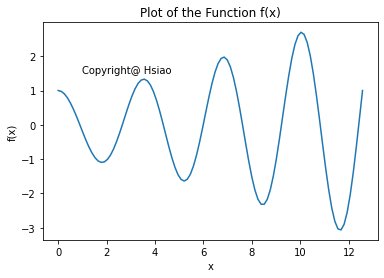 Plot of the Function f(x)
Copyright@ Hsiao
f(x)
2
1
0
−1
−2
−3
0 2 4 6 8 10 12
x